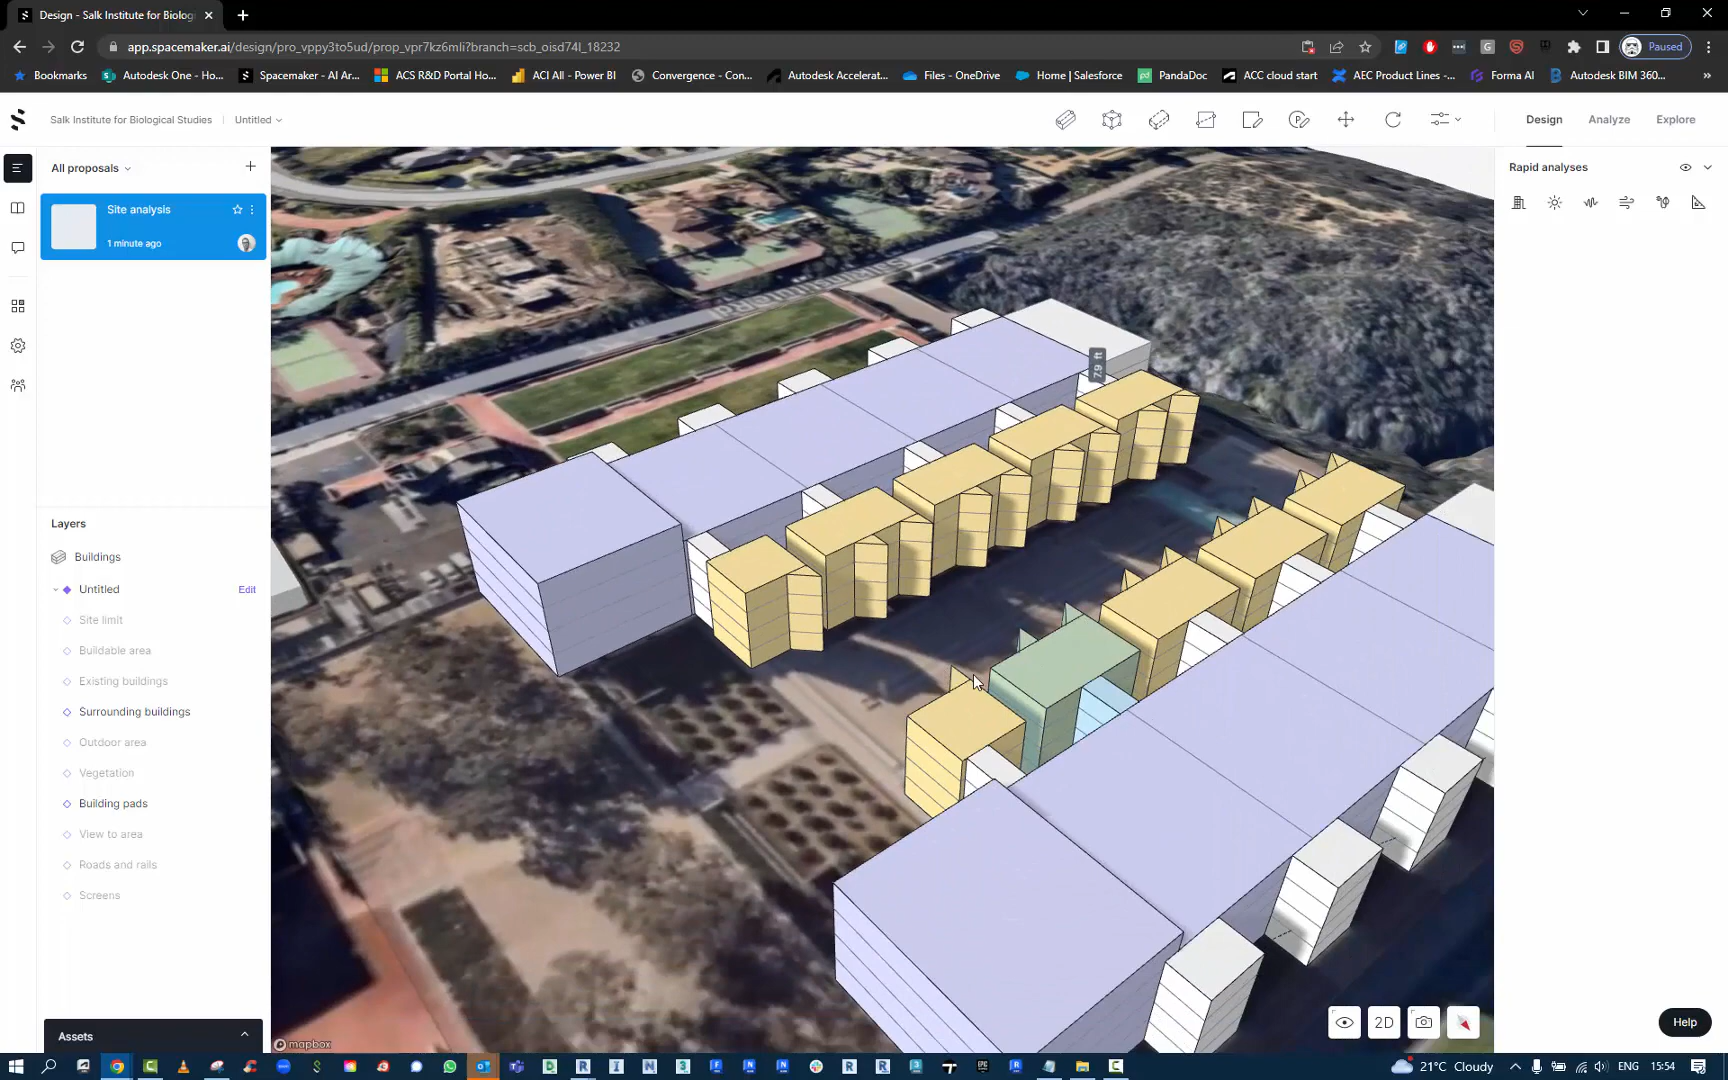 Design - Salk Institute for Biolog
app.spacemaker.ai/design/pro_vppy3to5ud/prop_vpr7kz6mli?branch=scb_oisd74l_18232
Paused
Bookmarks
Autodesk One - Ho...
Spacemaker - AI Ar...
ACS R&D Portal Ho...
ACI All - Power BI
Convergence - Con...
Autodesk Accelerat...
Files - OneDrive
Home | Salesforce
PandaDoc
ACC cloud start
AEC Product Lines -...
Forma AI
Autodesk BIM 360...
Salk Institute for Biological Studies
Untitled
Design
Analyze
Explore
All proposals
Rapid analyses
Site analysis
1 minute ago
7.9 ft
Layers
Buildings
Untitled
Edit
Site limit
Buildable area
Existing buildings
Surrounding buildings
Outdoor area
Vegetation
Building pads
View to area
Roads and rails
Screens
Assets
mapbox
2D
Help
21°C Cloudy
ENG
15:54